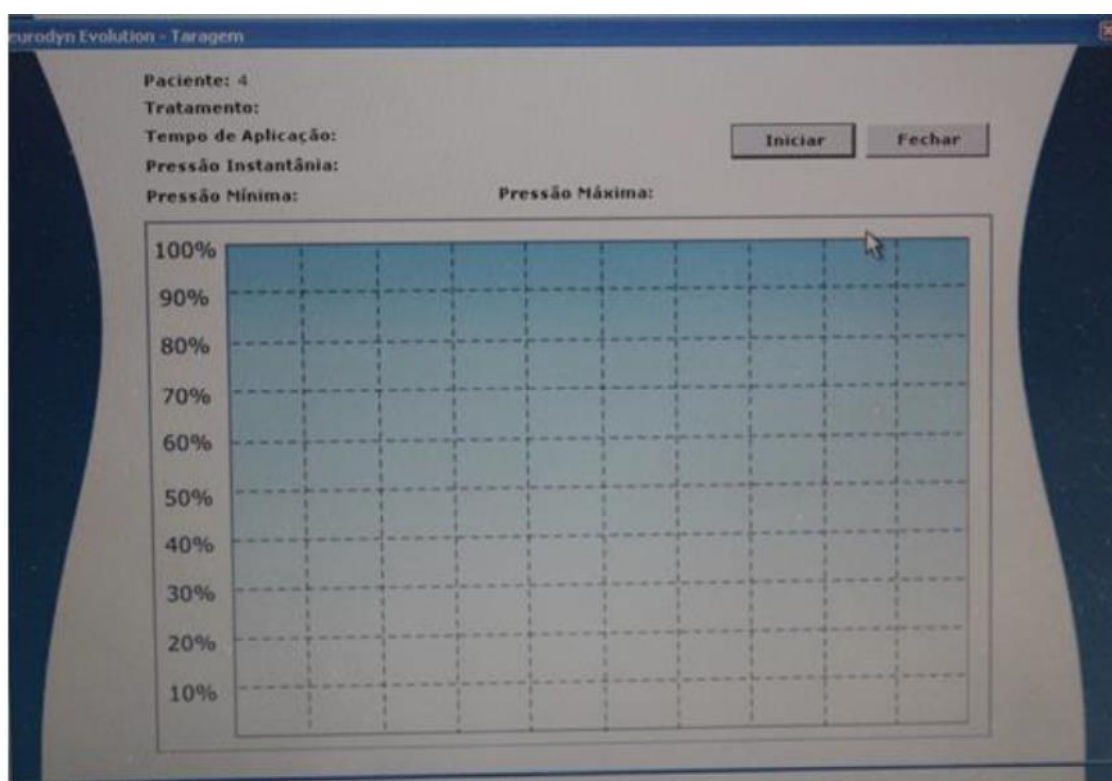 eurodyn Evolution - Taragem
Paciente: 4
Tratamento:
Tempo de Aplicação:
Iniciar Fechar
Pressão Instantânia:
Pressão Mínima: Pressão Máxima:
100%
90%
80%
70%
60%
50%
40%
30%
20%
10%